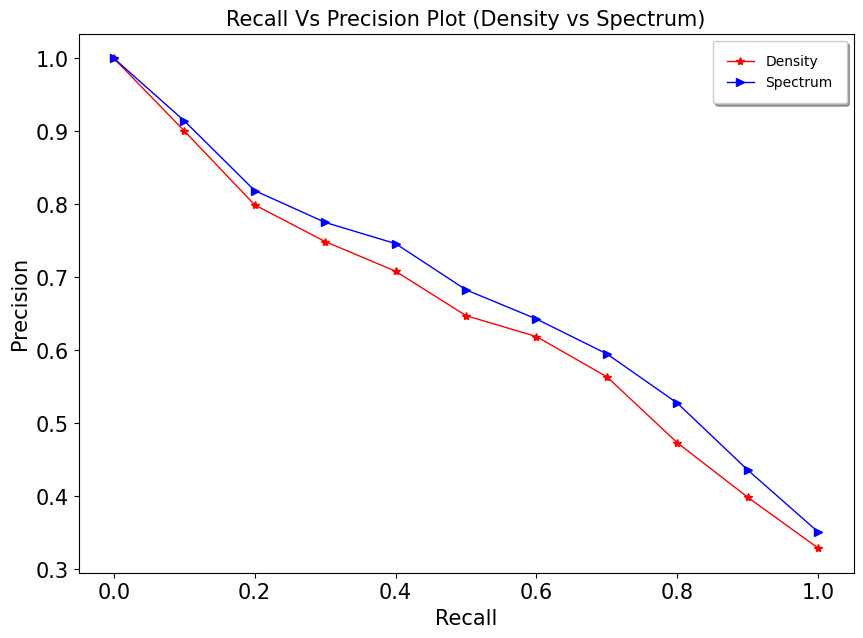 Recall Vs Precision Plot (Density vs Spectrum)
Density
Spectrum
1.0
0.9
0.8
0.7
0.6
0.5
0.4
0.3
Precision
0.0 0.2 0.4 0.6 0.8 1.0
Recall